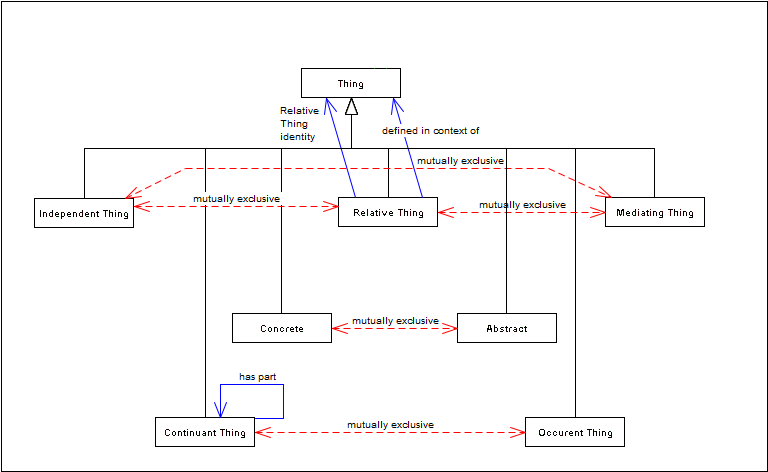 Thing
Relative
Thing
identity
defined in context of
mutually exclusive
mutually exclusive
mutually exclusive
Independent Thing
Relative Thing
Mediating Thing
mutually exclusive
Concrete
Abstract
has part
mutually exclusive
Continuant Thing
Occurent Thing